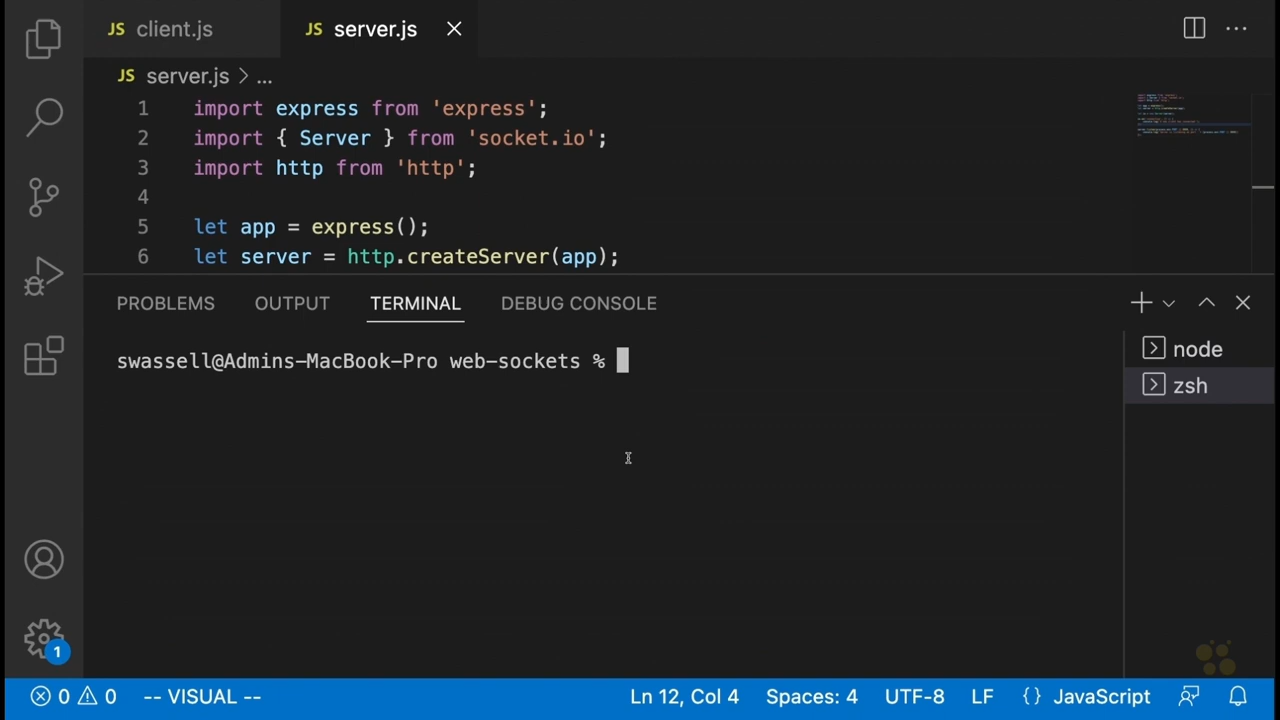 JS client.js
JS server.js
JS server.js > ...
1 import express from 'express';
2 import { Server } from 'socket.io';
3 import http from 'http';
4
5 let app = express();
6 let server = http.createServer(app);
PROBLEMS OUTPUT TERMINAL DEBUG CONSOLE
swassell@Admins-MacBook-Pro web-sockets %
node
zsh
1
0 0 -- VISUAL -- Ln 12, Col 4 Spaces: 4 UTF-8 LF {} JavaScript